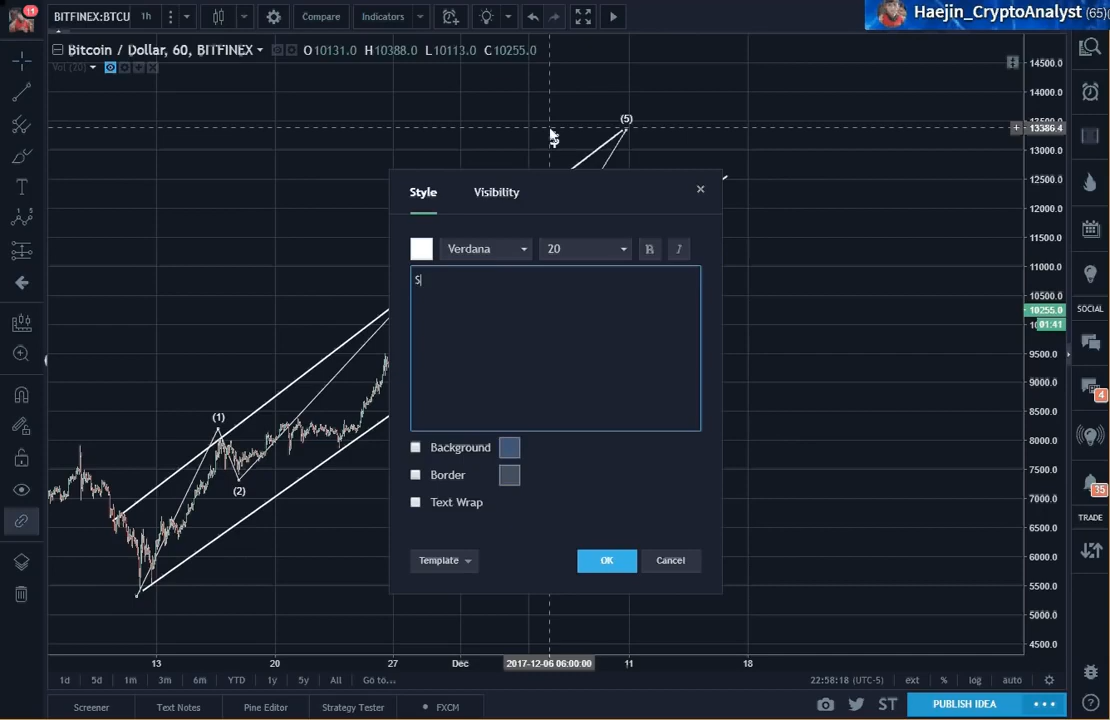 11
BITFINEX:BTCU
1h
Compare
Indicators
Haejin_CryptoAnalyst (65)
Bitcoin / Dollar, 60, BITFINEX
O10131.0 H10388.0 L10113.0 C10255.0
Vol (20)
14500.0
14000.0
(5)
13386.4
13000.0
12500.0
12000.0
11500.0
11000.0
10500.0
10255.0
01:41
9500.0
9000.0
8500.0
8000.0
7500.0
7000.0
6500.0
6000.0
5500.0
5000.0
4500.0
Style
Visibility
Verdana
20
B
I
S
Background
Border
Text Wrap
Template
OK
Cancel
(1)
(2)
13
20
27
Dec
2017-12-06 06:00:00
11
18
1d
5d
1m
3m
6m
YTD
1y
5y
All
Go to...
22:58:18 (UTC-5)
ext
%
log
auto
SOCIAL
4
35
TRADE
Screener
Text Notes
Pine Editor
Strategy Tester
FXCM
ST
PUBLISH IDEA